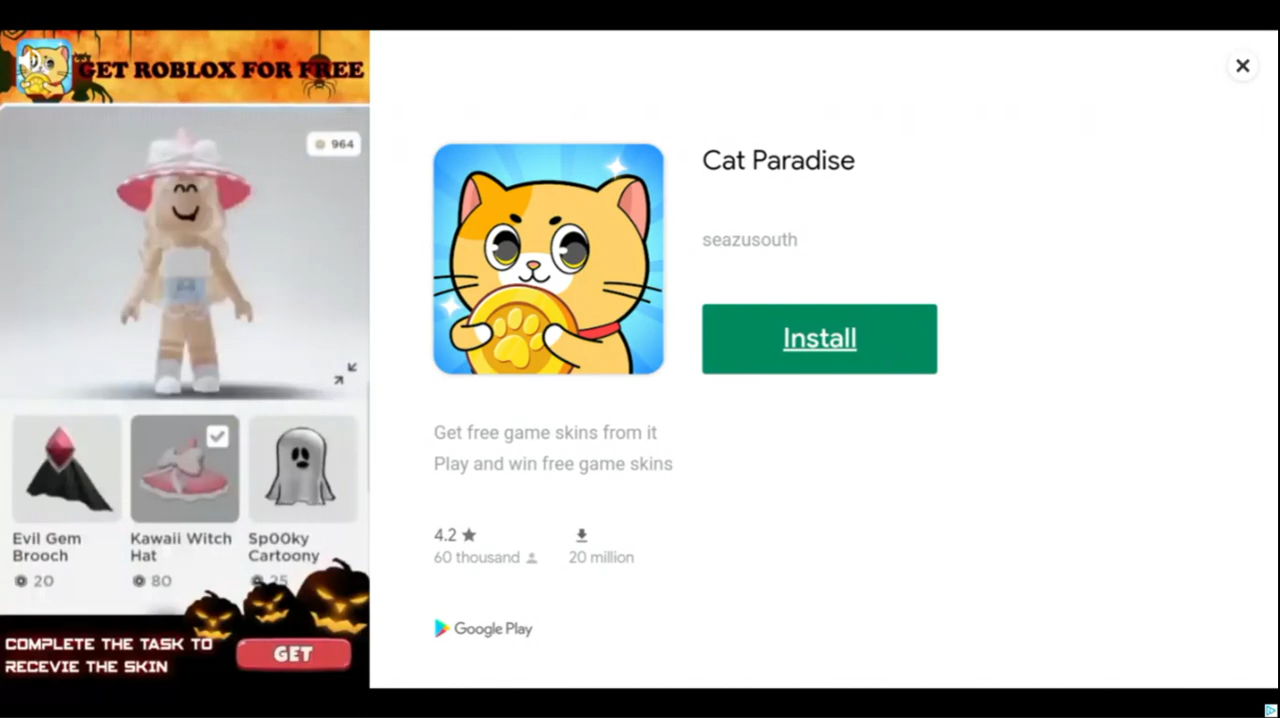 GET ROBLOX FOR FREE
964
Evil Gem
Brooch
20
Kawaii Witch
Hat
80
Sp00ky
Cartoony
25
COMPLETE THE TASK TO
RECEVIE THE SKIN
GET
Cat Paradise
seazusouth
Install
Get free game skins from it
Play and win free game skins
4.2
60 thousand
20 million
Google Play